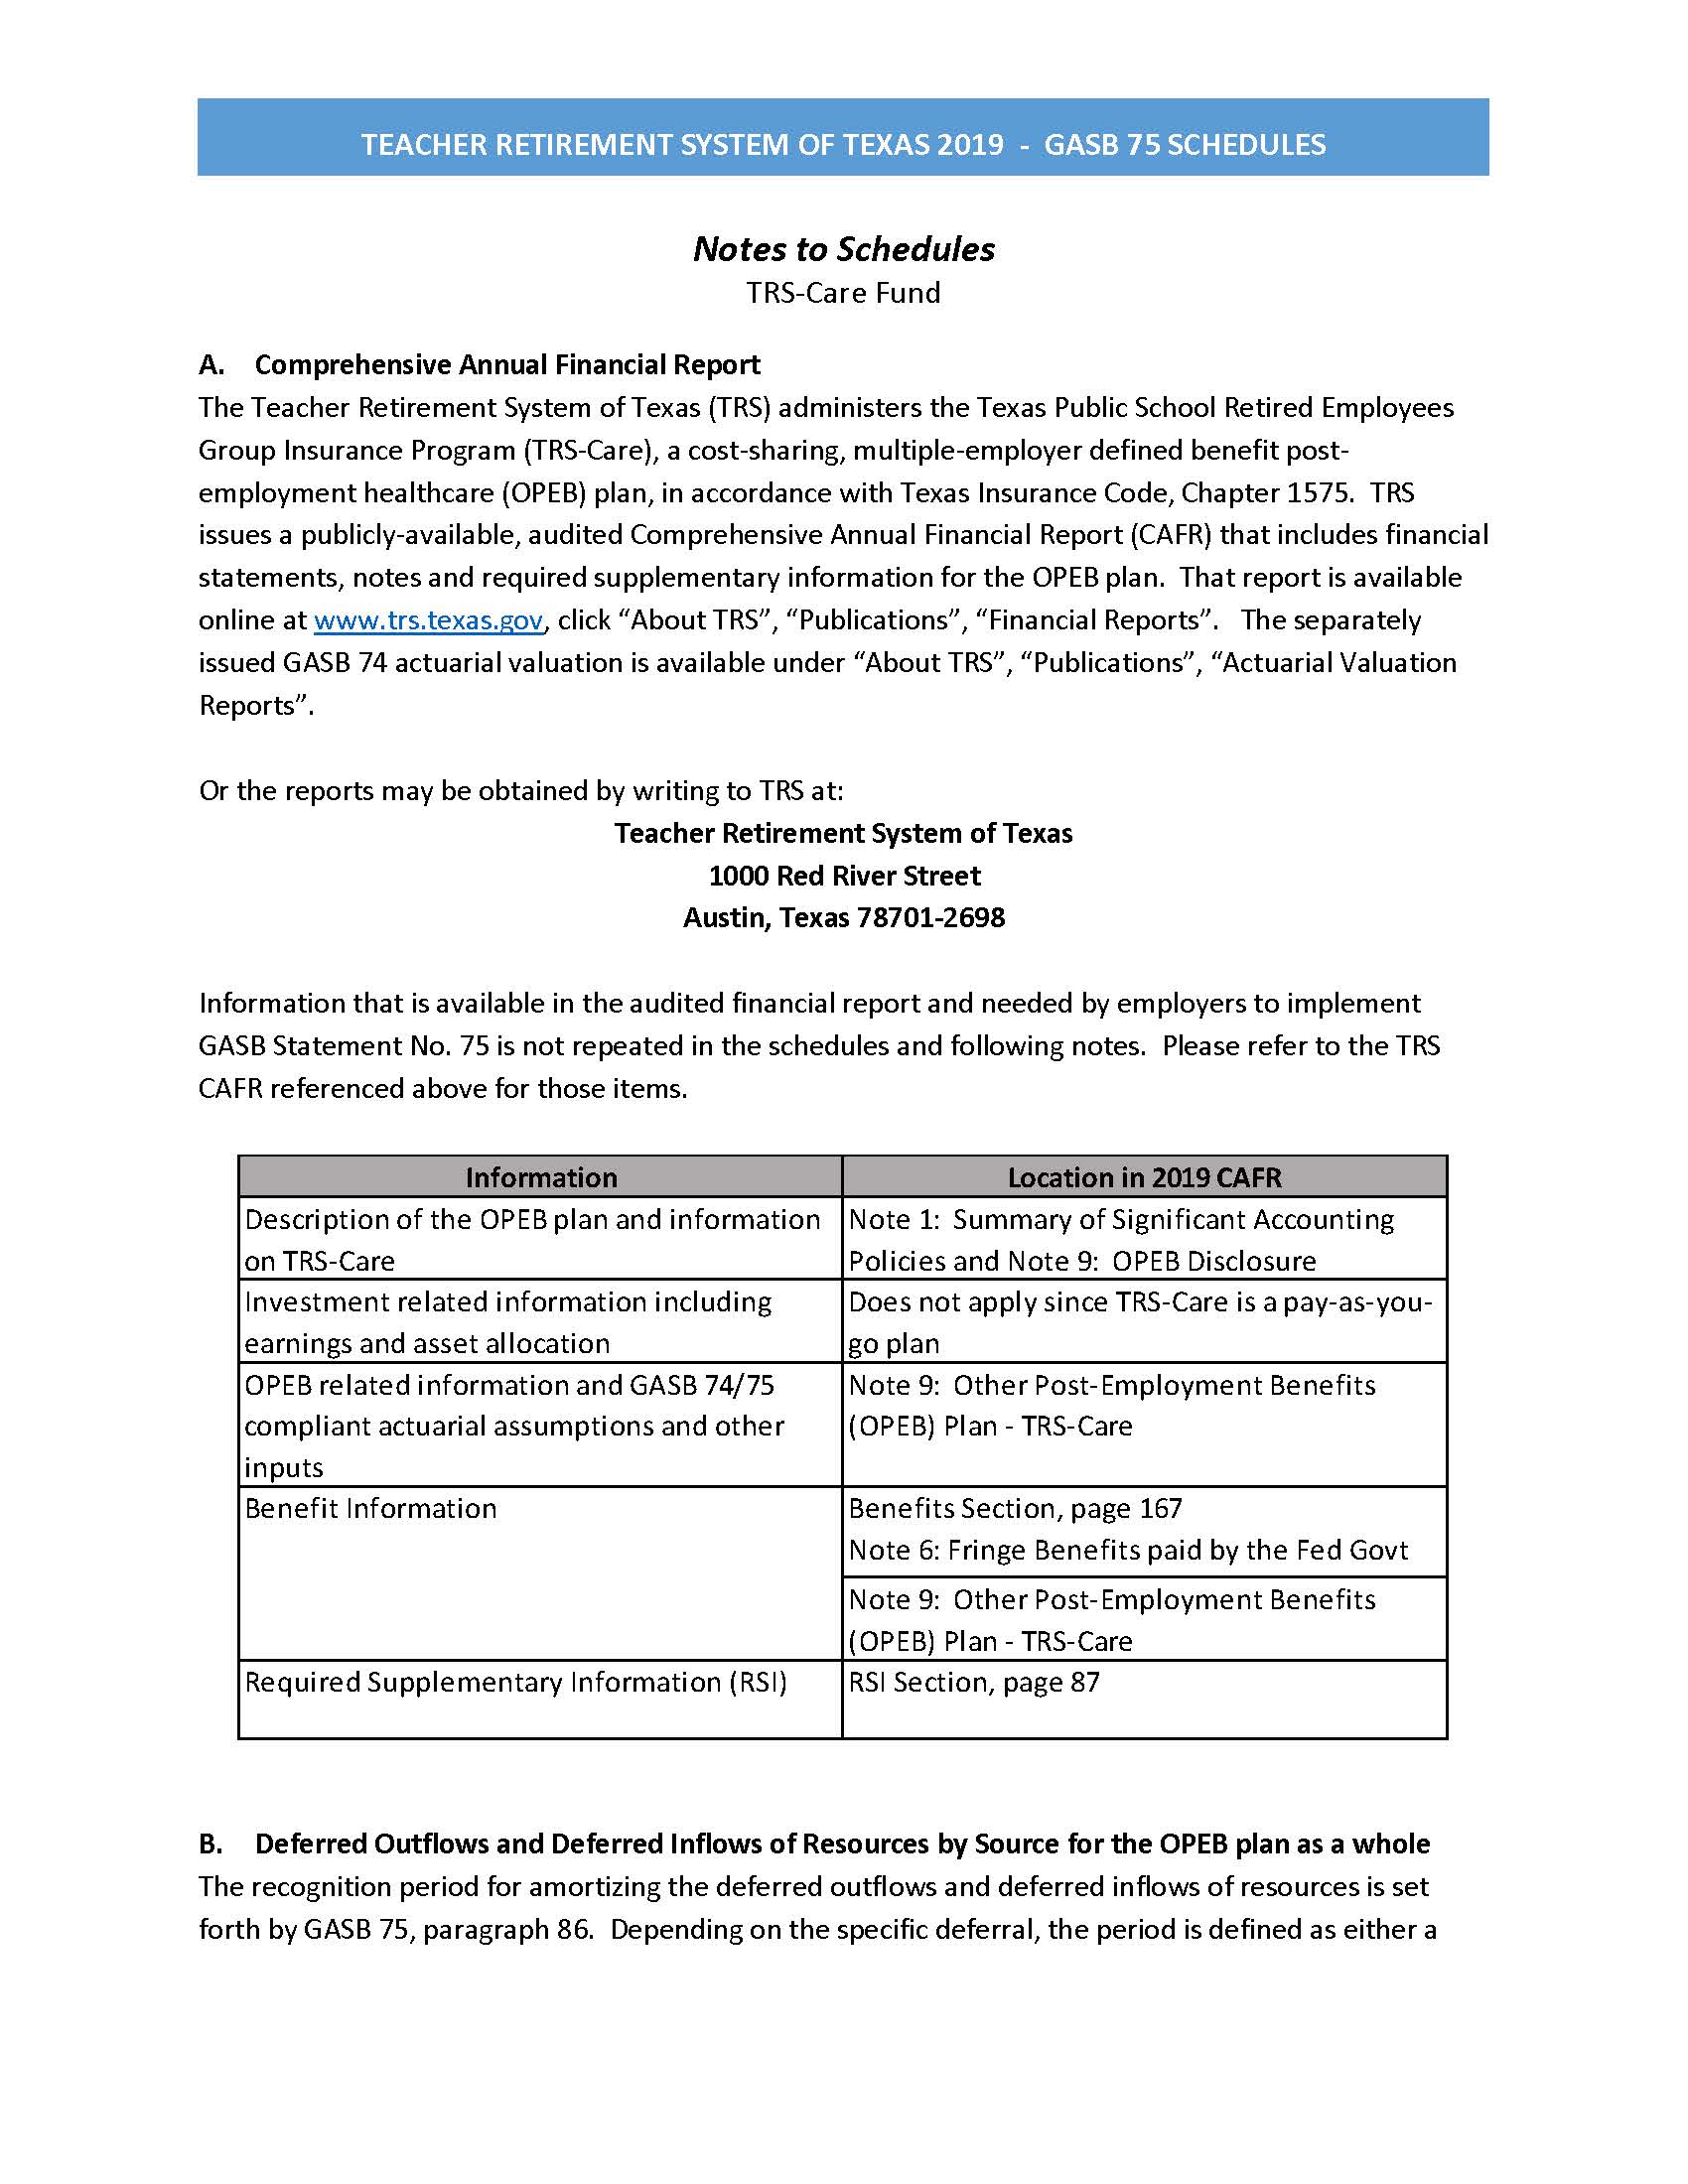 TEACHER RETIREMENT SYSTEM OF TEXAS 2019 - GASB 75 SCHEDULES
Notes to Schedules
TRS-Care Fund
A. Comprehensive Annual Financial Report
The Teacher Retirement System of Texas (TRS) administers the Texas Public School Retired Employees
Group Insurance Program (TRS-Care), a cost-sharing, multiple-employer defined benefit post-
employment healthcare (OPEB) plan, in accordance with Texas Insurance Code, Chapter 1575. TRS
issues a publicly-available, audited Comprehensive Annual Financial Report (CAFR) that includes financial
statements, notes and required supplementary information for the OPEB plan. That report is available
online at www.trs.texas.gov, click “About TRS”, “Publications”, “Financial Reports”. The separately
issued GASB 74 actuarial valuation is available under “About TRS”, “Publications”, “Actuarial Valuation
Reports”.
Or the reports may be obtained by writing to TRS at:
Teacher Retirement System of Texas
1000 Red River Street
Austin, Texas 78701-2698
Information that is available in the audited financial report and needed by employers to implement
GASB Statement No. 75 is not repeated in the schedules and following notes. Please refer to the TRS
CAFR referenced above for those items.
Information
Location in 2019 CAFR
Description of the OPEB plan and information
on TRS-Care
Note 1: Summary of Significant Accounting
Policies and Note 9: OPEB Disclosure
Investment related information including
earnings and asset allocation
Does not apply since TRS-Care is a pay-as-you-
go plan
OPEB related information and GASB 74/75
compliant actuarial assumptions and other
inputs
Note 9: Other Post-Employment Benefits
(OPEB) Plan - TRS-Care
Benefit Information
Benefits Section, page 167
Note 6: Fringe Benefits paid by the Fed Govt
Note 9: Other Post-Employment Benefits
(OPEB) Plan - TRS-Care
Required Supplementary Information (RSI)
RSI Section, page 87
B. Deferred Outflows and Deferred Inflows of Resources by Source for the OPEB plan as a whole
The recognition period for amortizing the deferred outflows and deferred inflows of resources is set
forth by GASB 75, paragraph 86. Depending on the specific deferral, the period is defined as either a